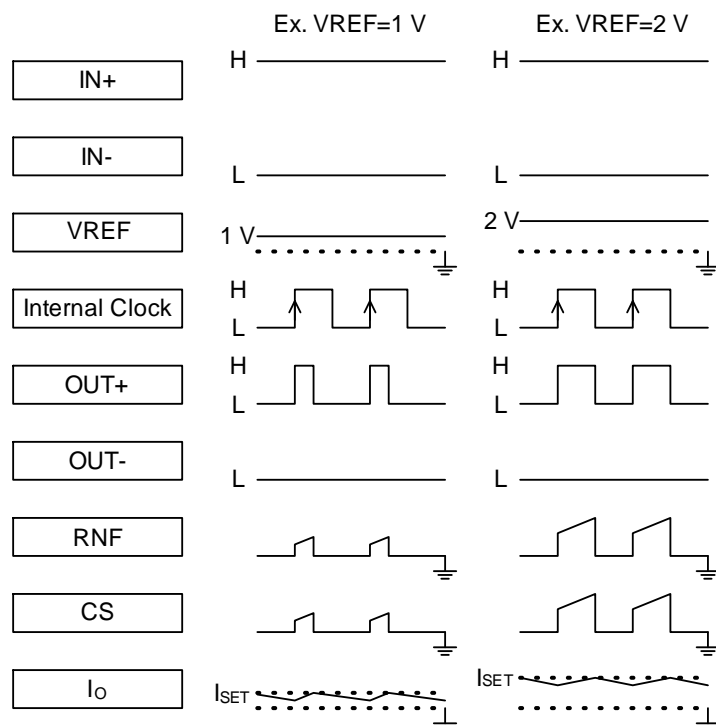 Ex. VREF=1 V
Ex. VREF=2 V
IN+
H
H
IN-
L
L
VREF
1 V
2 V
Internal Clock
H
L
H
L
OUT+
H
L
H
L
OUT-
L
L
RNF
CS
IO
ISET
ISET